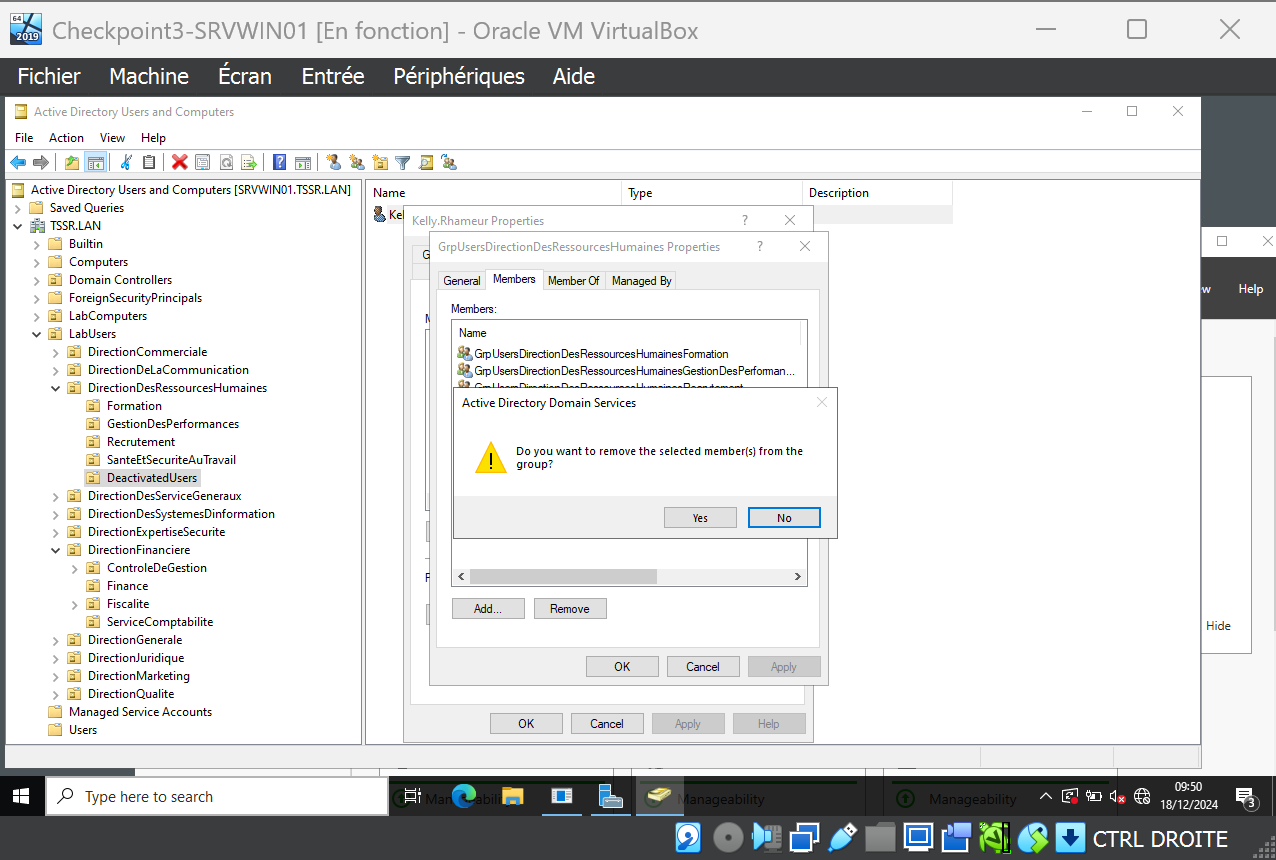 64
2019
Checkpoint3-SRVWIN01 [En fonction] - Oracle VM VirtualBox
Fichier Machine Écran Entrée Périphériques Aide
Active Directory Users and Computers
File Action View Help
Active Directory Users and Computers [SRVWIN01.TSSR.LAN]
Saved Queries
TSSR.LAN
Builtin
Computers
Domain Controllers
ForeignSecurityPrincipals
LabComputers
LabUsers
DirectionCommerciale
DirectionDeLaCommunication
DirectionDesRessourcesHumaines
Formation
GestionDesPerformances
Recrutement
SanteEtSecuriteAuTravail
DeactivatedUsers
DirectionDesServiceGeneraux
DirectionDesSystemesDinformation
DirectionExpertiseSecurite
DirectionFinanciere
ControleDeGestion
Finance
Fiscalite
ServiceComptabilite
DirectionGenerale
DirectionJuridique
DirectionMarketing
DirectionQualite
Managed Service Accounts
Users
Name Type Description
Kelly.Rhameur Properties ?
GrpUsersDirectionDesRessourcesHumaines Properties ?
General Members Member Of Managed By
Members:
Name
GrpUsersDirectionDesRessourcesHumainesFormation
GrpUsersDirectionDesRessourcesHumainesGestionDesPerforman...
GrpUsersDirectionDesRessourcesHumainesRecrutement
Active Directory Domain Services
Do you want to remove the selected member(s) from the
group?
Yes No
Add... Remove
OK Cancel Apply
OK Cancel Apply Help
Help
Hide
Type here to search
Manageability
Manageability
Manageability
09:50
18/12/2024
3
CTRL DROITE